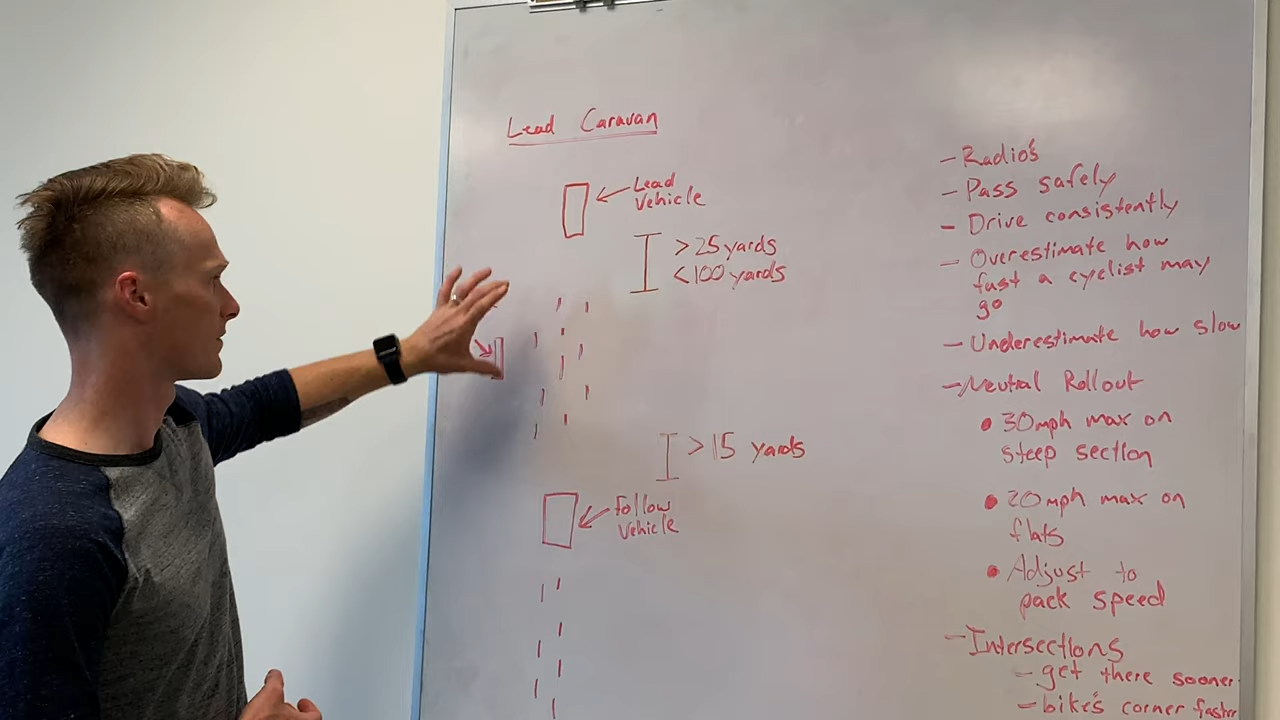 Lead Caravan
Lead
Vehicle
>25 yards
<100 yards
>15 yards
Follow
Vehicle
- Radio's
- Pass safely
- Drive consistently
- Overestimate how
fast a cyclist may
go
- Underestimate how slow
- Neutral Rollout
• 30mph max on
steep section
• 20mph max on
flats
• Adjust to
pack speed
- Intersections
- get there sooner
- bike's corner faster